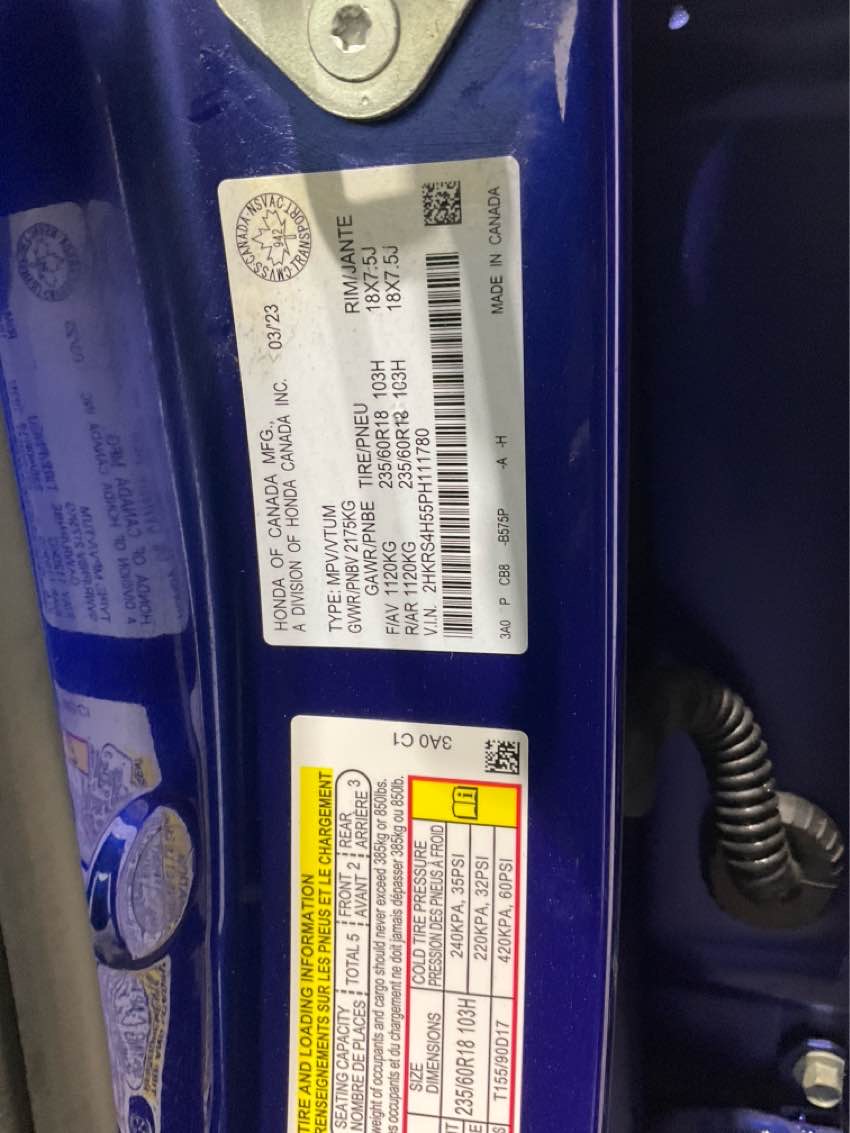 HONDA OF CANADA MFG., 03/'23
A DIVISION OF HONDA CANADA INC.
CMVSS-CANADA-NSVAC TRANSPORT
942
TYPE: MPV/VTUM
GVWR/PNBV 2175KG
GAWR/PNBE TIRE/PNEU RIM/JANTE
F/AV 1120KG 235/60R18 103H 18X7.5J
R/AR 1120KG 235/60R18 103H 18X7.5J
V.I.N. 2HKRS4H55PH111780
3A0 P CB8 -B575P -A -H MADE IN CANADA
3A0 C1
TIRE AND LOADING INFORMATION
RENSEIGNEMENTS SUR LES PNEUS ET LE CHARGEMENT
SEATING CAPACITY TOTAL 5 FRONT 2 REAR 3
NOMBRE DE PLACES AVANT ARRIÈRE
weight of occupants and cargo should never exceed 385kg or 850lbs.
occupants et du chargement ne doit jamais dépasser 385kg ou 850lb.
SIZE COLD TIRE PRESSURE
DIMENSIONS PRESSION DES PNEUS À FROID
235/60R18 103H 240KPA, 35PSI
220KPA, 32PSI
T155/90D17 420KPA, 60PSI